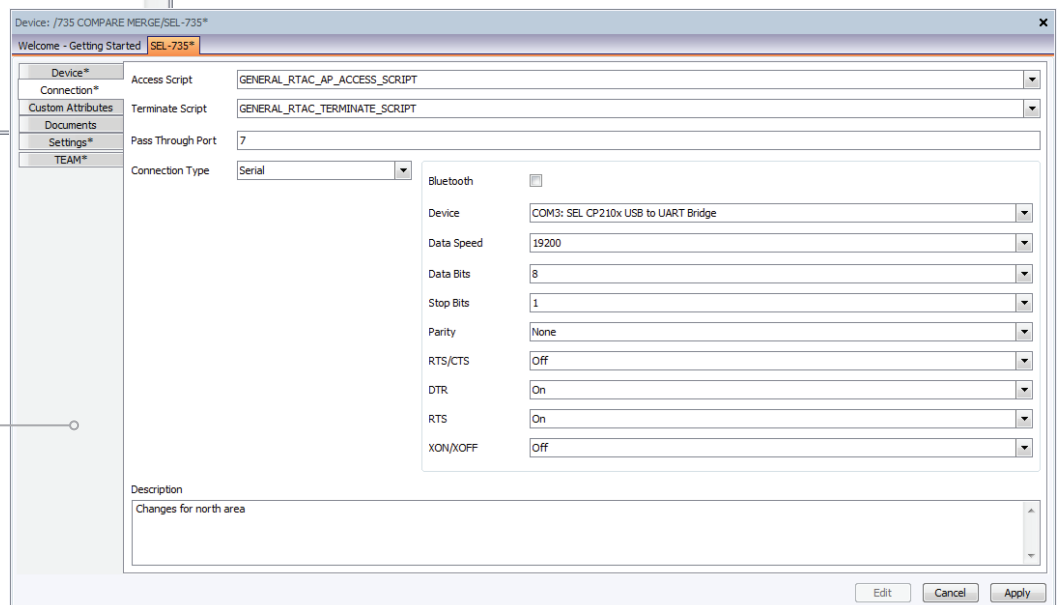 Device: /735 COMPARE MERGE/SEL-735*
Welcome - Getting Started SEL-735*
Device*
Connection*
Custom Attributes
Documents
Settings*
TEAM*
Access Script GENERAL_RTAC_AP_ACCESS_SCRIPT
Terminate Script GENERAL_RTAC_TERMINATE_SCRIPT
Pass Through Port 7
Connection Type Serial
Bluetooth
Device COM3: SEL CP210x USB to UART Bridge
Data Speed 19200
Data Bits 8
Stop Bits 1
Parity None
RTS/CTS Off
DTR On
RTS On
XON/XOFF Off
Description
Changes for north area
Edit Cancel Apply